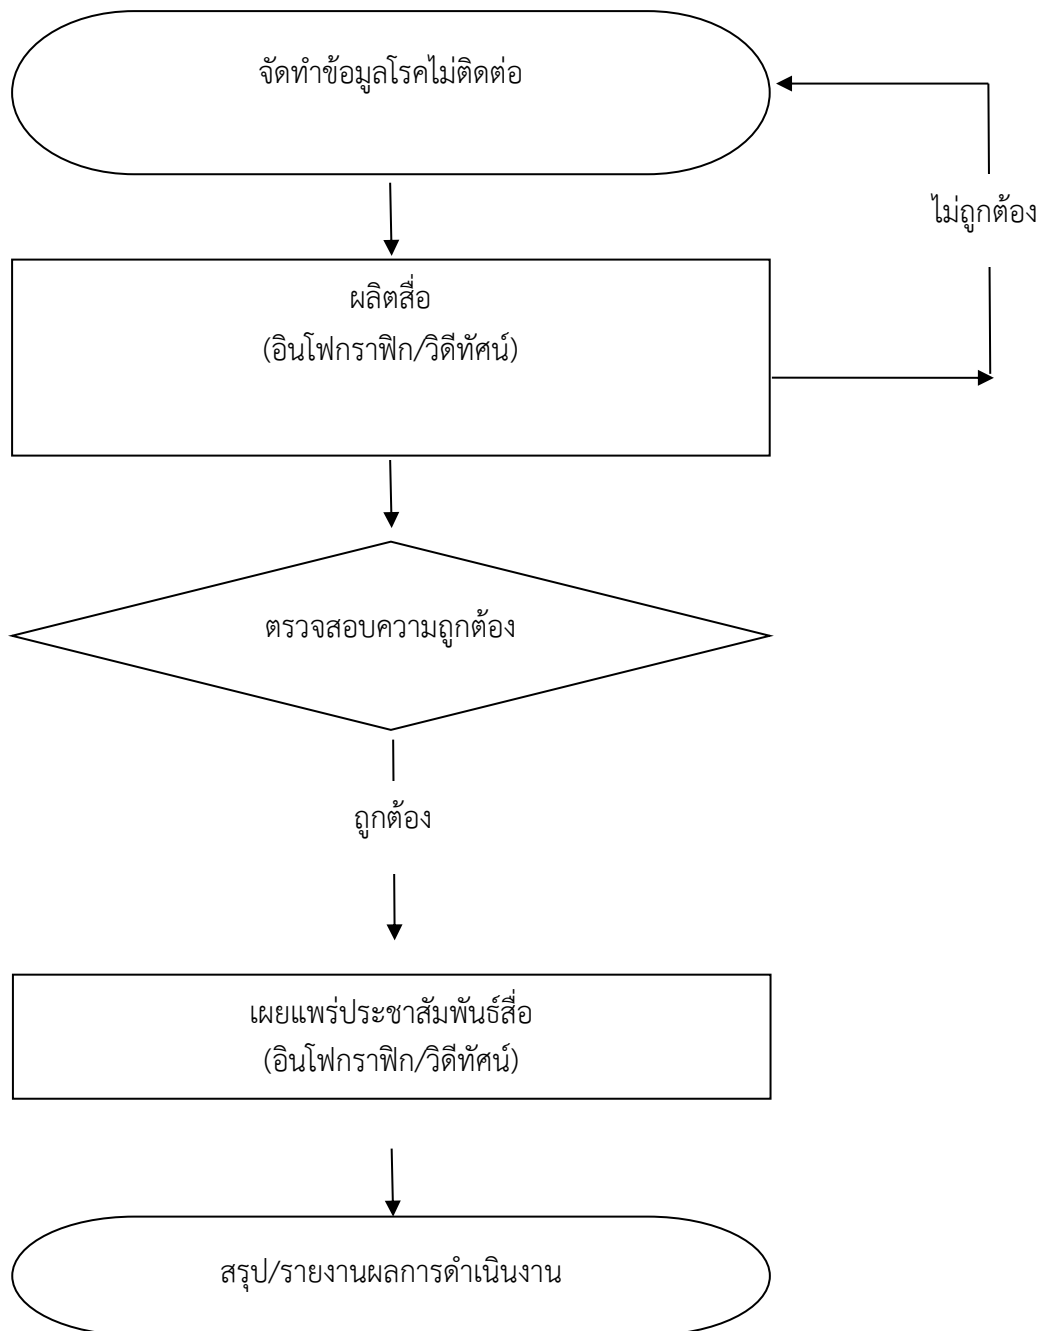 จัดทำข้อมูลโรคไม่ติดต่อ
ไม่ถูกต้อง
ผลิตสื่อ
(อินโฟกราฟิก/วิดีทัศน์)
ตรวจสอบความถูกต้อง
ถูกต้อง
เผยแพร่ประชาสัมพันธ์สื่อ
(อินโฟกราฟิก/วิดีทัศน์)
สรุป/รายงานผลการดำเนินงาน